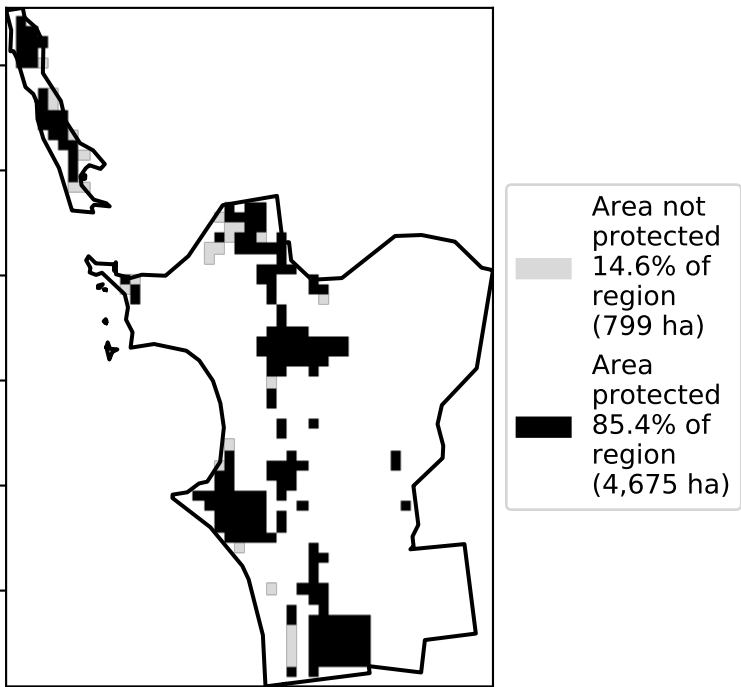 Area not
protected
14.6% of
region
(799 ha)
Area
protected
85.4% of
region
(4,675 ha)